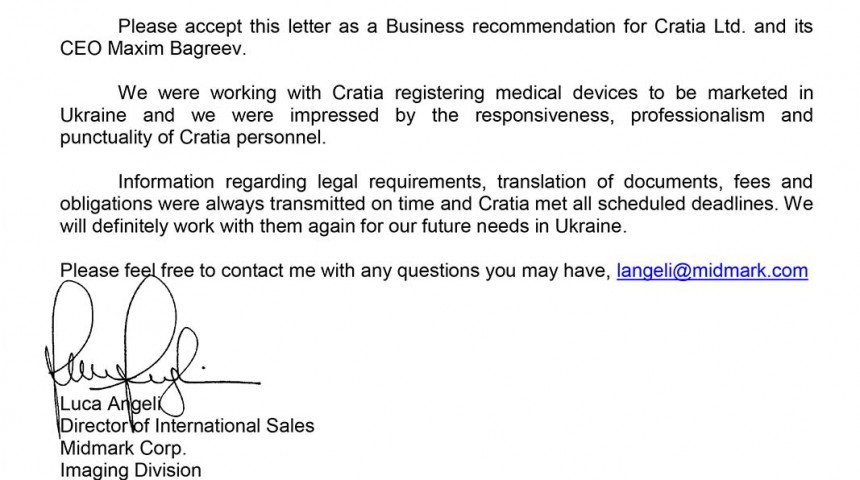 Please accept this letter as a Business recommendation for Cratia Ltd. and its
CEO Maxim Bagreev.
We were working with Cratia registering medical devices to be marketed in
Ukraine and we were impressed by the responsiveness, professionalism and
punctuality of Cratia personnel.
Information regarding legal requirements, translation of documents, fees and
obligations were always transmitted on time and Cratia met all scheduled deadlines. We
will definitely work with them again for our future needs in Ukraine.
Please feel free to contact me with any questions you may have, langeli@midmark.com
Luca Angeli
Director of International Sales
Midmark Corp.
Imaging Division